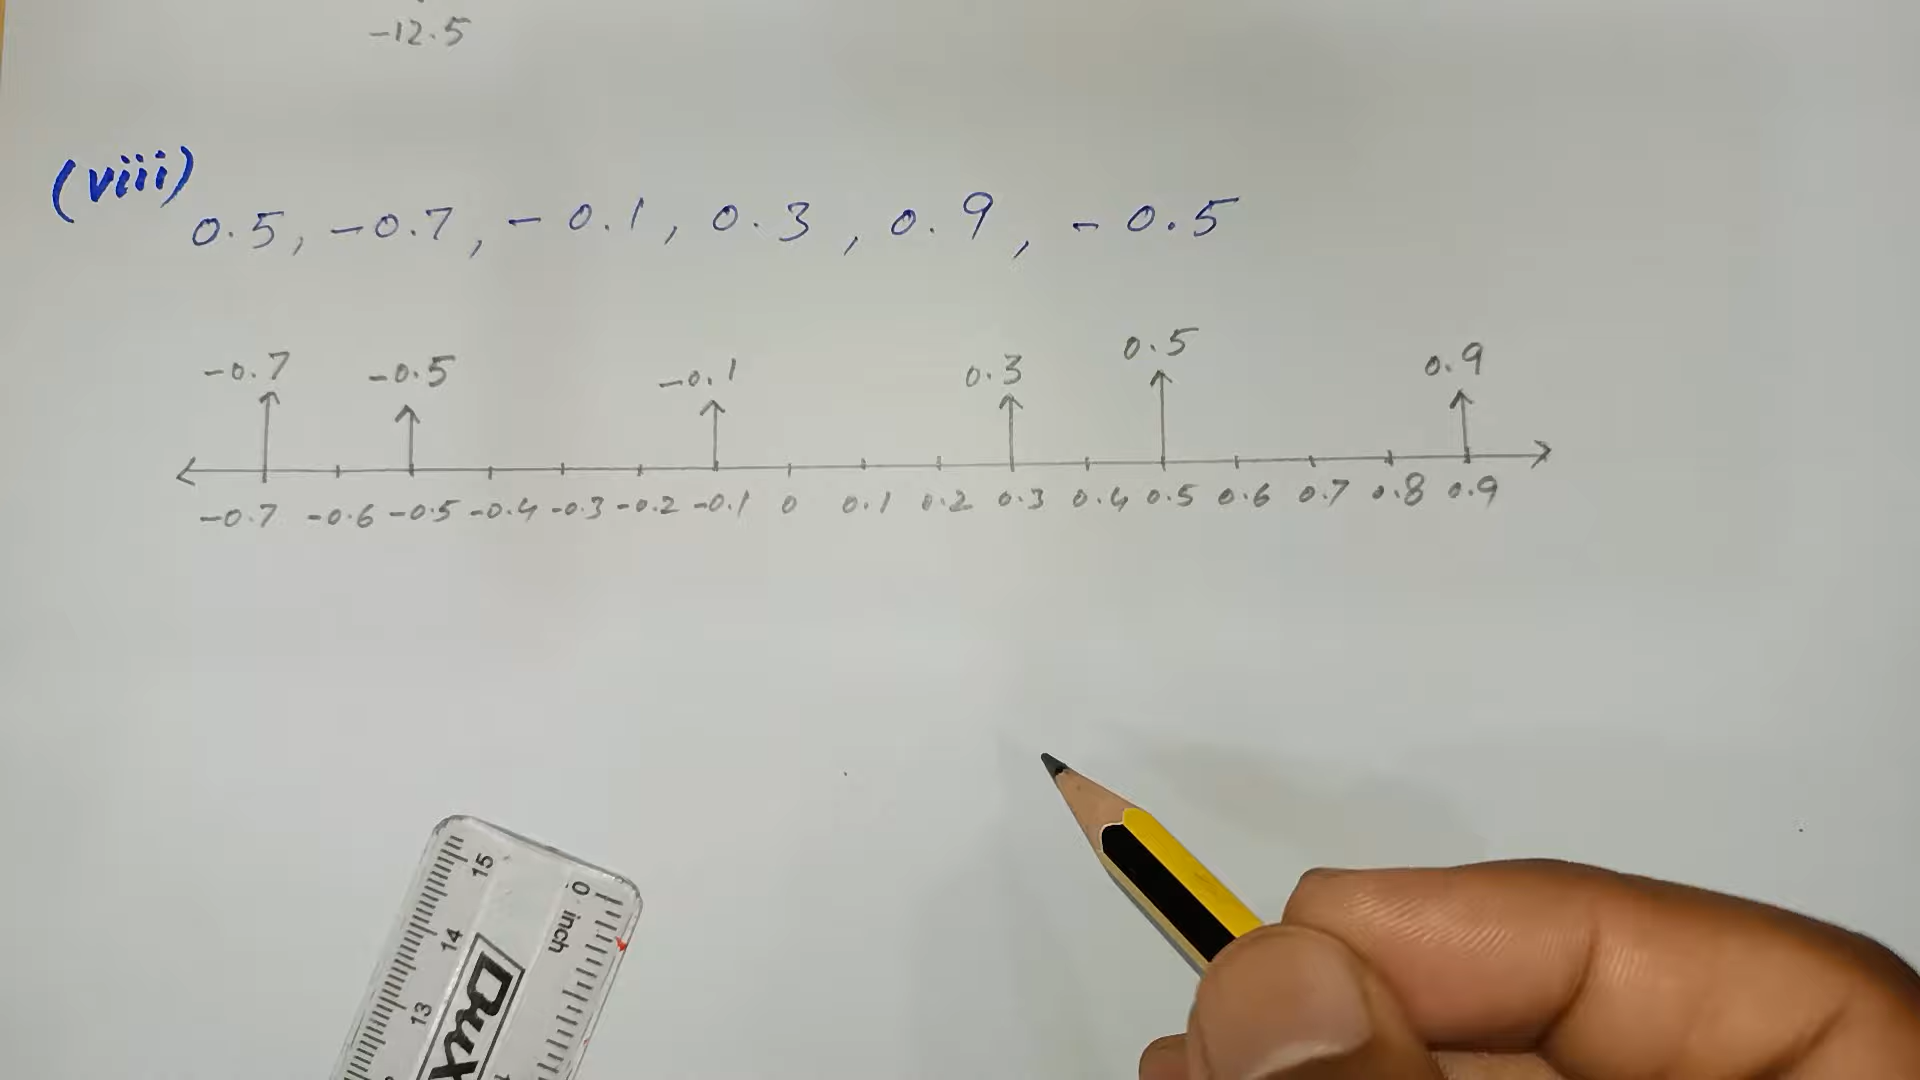 -12.5
(viii)
0.5, -0.7, -0.1, 0.3, 0.9, -0.5
-0.7 -0.5 -0.1 0.3 0.5 0.9
-0.7 -0.6 -0.5 -0.4 -0.3 -0.2 -0.1 0 0.1 0.2 0.3 0.4 0.5 0.6 0.7 0.8 0.9
15
14
13
0 inch